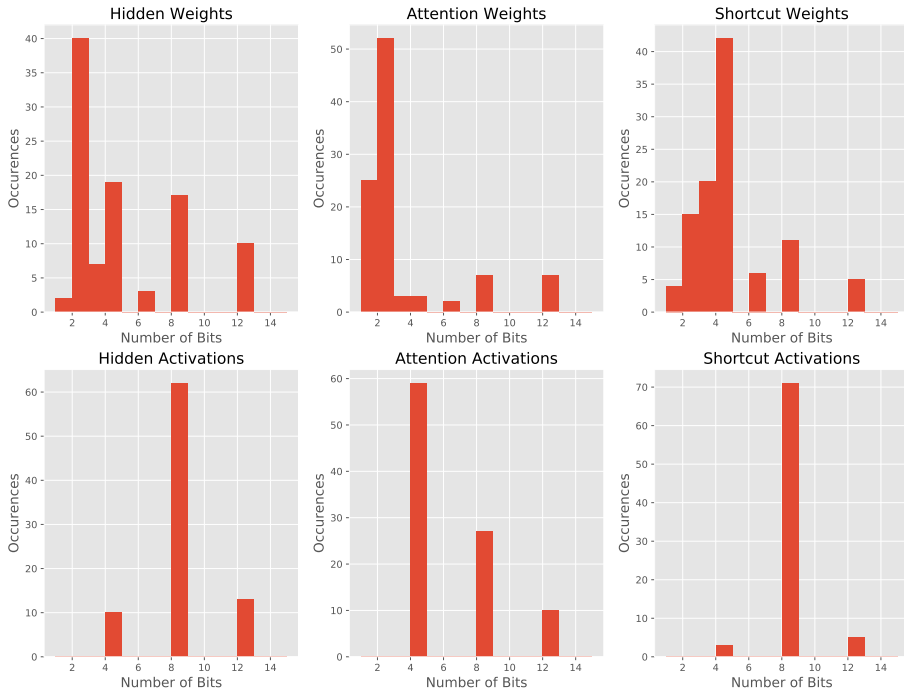 Hidden Weights
Attention Weights
Shortcut Weights
Occurences
40
35
30
25
20
15
10
5
0
2 4 6 8 10 12 14
Number of Bits
Occurences
50
40
30
20
10
0
2 4 6 8 10 12 14
Number of Bits
Occurences
40
35
30
25
20
15
10
5
0
2 4 6 8 10 12 14
Number of Bits
Hidden Activations
Attention Activations
Shortcut Activations
Occurences
60
50
40
30
20
10
0
2 4 6 8 10 12 14
Number of Bits
Occurences
60
50
40
30
20
10
0
2 4 6 8 10 12 14
Number of Bits
Occurences
70
60
50
40
30
20
10
0
2 4 6 8 10 12 14
Number of Bits